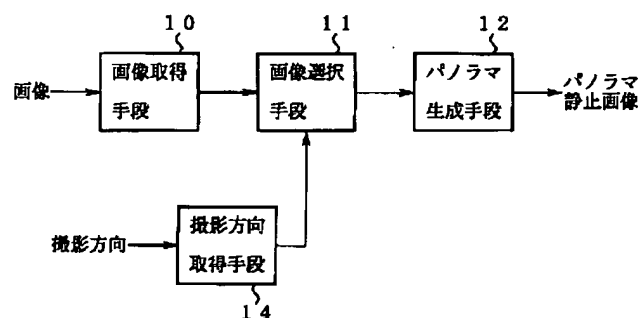 10
11
12
画像
画像取得
手段
画像選択
手段
パノラマ
生成手段
パノラマ
静止画像
撮影方向
撮影方向
取得手段
14